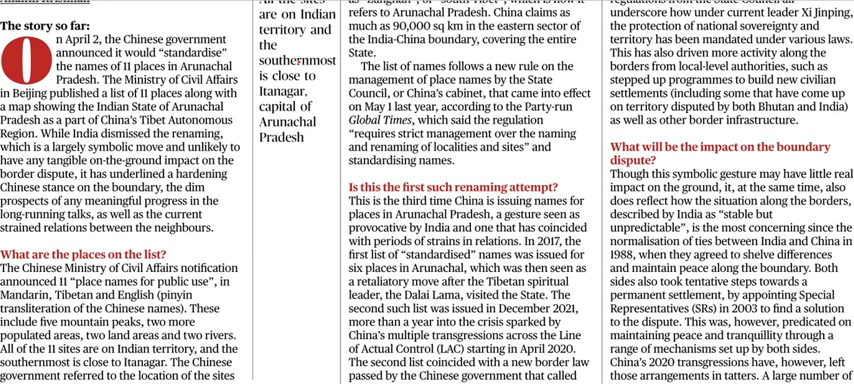 The story so far:
On April 2, the Chinese government
announced it would “standardise”
the names of 11 places in Arunachal
Pradesh. The Ministry of Civil Affairs
in Beijing published a list of 11 places along with
a map showing the Indian State of Arunachal
Pradesh as a part of China’s Tibet Autonomous
Region. While India dismissed the renaming,
which is a largely symbolic move and unlikely to
have any tangible on-the-ground impact on the
border dispute, it has underlined a hardening
Chinese stance on the boundary, the dim
prospects of any meaningful progress in the
long-running talks, as well as the current
strained relations between the neighbours.
What are the places on the list?
The Chinese Ministry of Civil Affairs notification
announced 11 “place names for public use”, in
Mandarin, Tibetan and English (pinyin
transliteration of the Chinese names). These
include five mountain peaks, two more
populated areas, two land areas and two rivers.
All of the 11 sites are on Indian territory, and the
southernmost is close to Itanagar. The Chinese
government referred to the location of the sites
All the sites
are on Indian
territory and
the
southernmost
is close to
Itanagar,
capital of
Arunachal
Pradesh
as “Zangnan”, or “South Tibet”, which is how it
refers to Arunachal Pradesh. China claims as
much as 90,000 sq km in the eastern sector of
the India-China boundary, covering the entire
State.
The list of names follows a new rule on the
management of place names by the State
Council, or China’s cabinet, that came into effect
on May 1 last year, according to the Party-run
Global Times, which said the regulation
“requires strict management over the naming
and renaming of localities and sites” and
standardising names.
Is this the first such renaming attempt?
This is the third time China is issuing names for
places in Arunachal Pradesh, a gesture seen as
provocative by India and one that has coincided
with periods of strains in relations. In 2017, the
first list of “standardised” names was issued for
six places in Arunachal, which was then seen as
a retaliatory move after the Tibetan spiritual
leader, the Dalai Lama, visited the State. The
second such list was issued in December 2021,
more than a year into the crisis sparked by
China’s multiple transgressions across the Line
of Actual Control (LAC) starting in April 2020.
The second list coincided with a new border law
passed by the Chinese government that called
regulations from the State Council all
underscore how under current leader Xi Jinping,
the protection of national sovereignty and
territory has been mandated under various laws.
This has also driven more activity along the
borders from local-level authorities, such as
stepped up programmes to build new civilian
settlements (including some that have come up
on territory disputed by both Bhutan and India)
as well as other border infrastructure.
What will be the impact on the boundary
dispute?
Though this symbolic gesture may have little real
impact on the ground, it, at the same time, also
does reflect how the situation along the borders,
described by India as “stable but
unpredictable”, is the most concerning since the
normalisation of ties between India and China in
1988, when they agreed to shelve differences
and maintain peace along the boundary. Both
sides also took tentative steps towards a
permanent settlement, by appointing Special
Representatives (SRs) in 2003 to find a solution
to the dispute. This was, however, predicated on
maintaining peace and tranquillity through a
range of mechanisms set up by both sides.
China’s 2020 transgressions have, however, left
those arrangements in tatters. A large number of